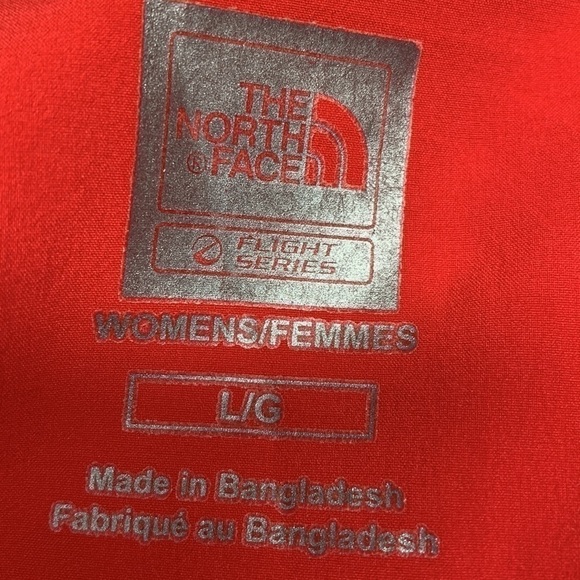 THE
NORTH
FACE
FLIGHT
SERIES
WOMENS/FEMMES
L/G
Made in Bangladesh
Fabriqué au Bangladesh